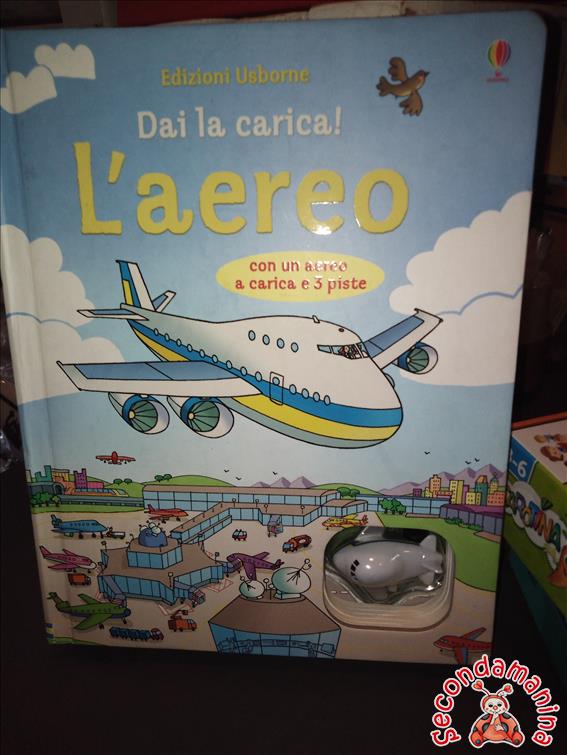 Edizioni Usborne
Dai la carica!
L'aereo
con un aereo
a carica e 3 piste
Secondamanina